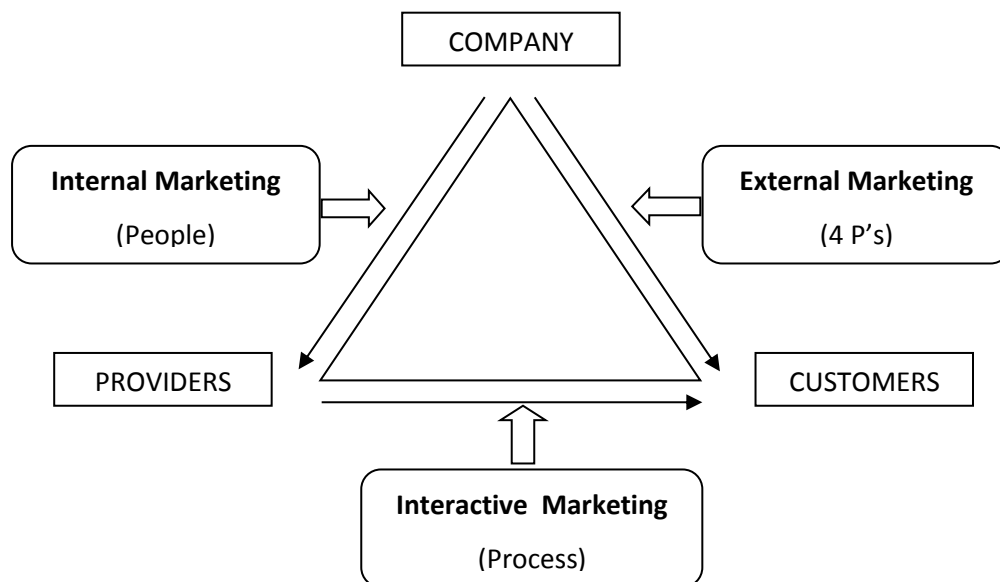 COMPANY
Internal Marketing
(People)
External Marketing
(4 P’s)
PROVIDERS
CUSTOMERS
Interactive  Marketing
(Process)